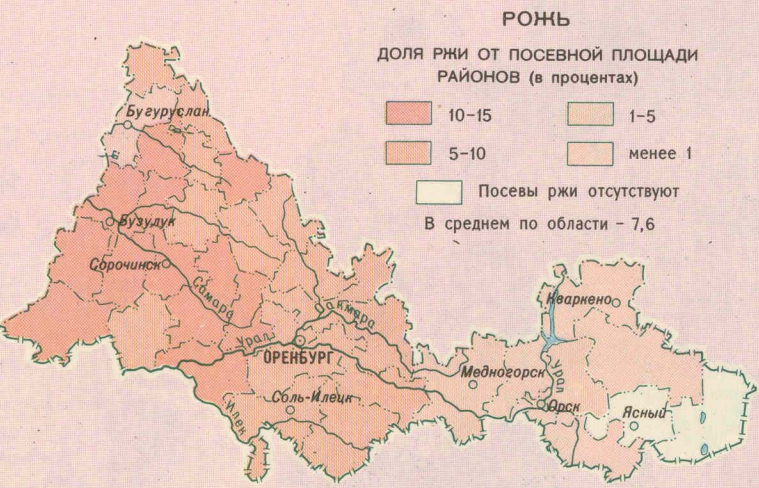 РОЖЬ
ДОЛЯ РЖИ ОТ ПОСЕВНОЙ ПЛОЩАДИ
РАЙОНОВ (в процентах)
10-15
1-5
5-10
менее 1
Посевы ржи отсутствуют
В среднем по области - 7,6
Бугуруслан
Бузулук
Сорочинск
Самара
Сакмара
Урал
ОРЕНБУРГ
Соль-Илецк
Илек
Кваркено
Медногорск
Урал
Орск
Ясный